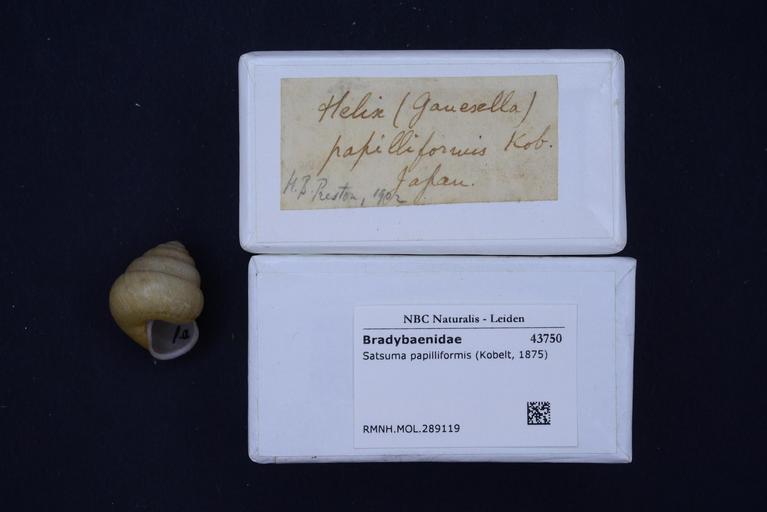 Helix (Ganesella)
papilliformis Kob.
Japan.
H.B. Preston, 1902
NBC Naturalis - Leiden
Bradybaenidae 43750
Satsuma papilliformis (Kobelt, 1875)
RMNH.MOL.289119